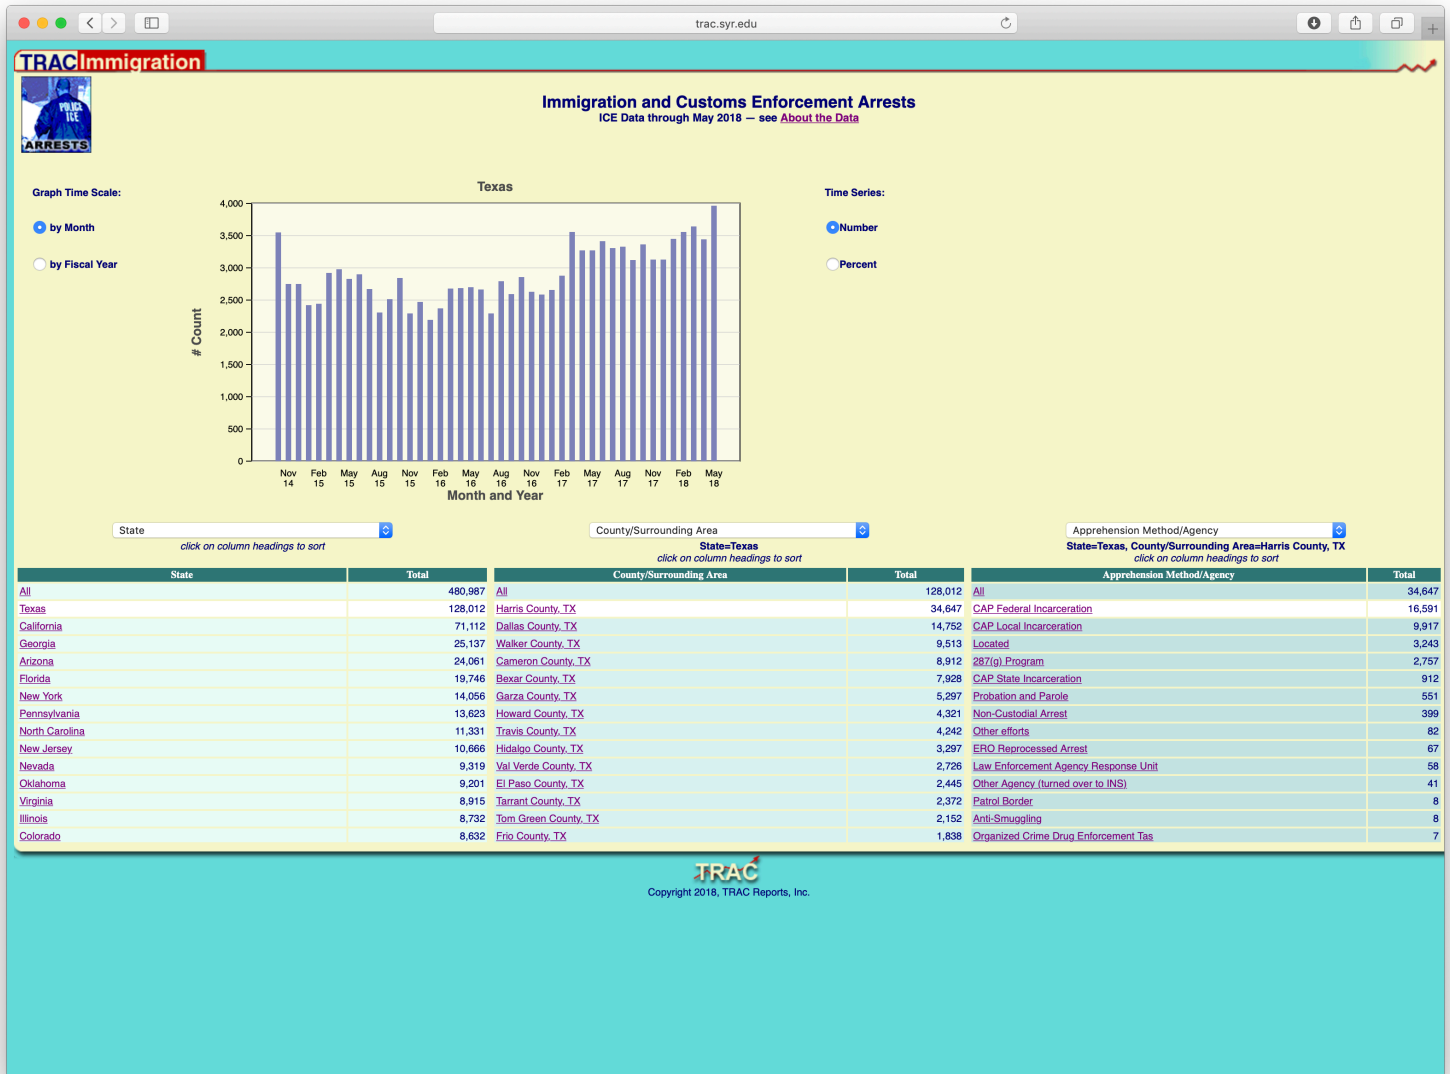 trac.syr.edu
TRACImmigration
POLICE
ICE
ARRESTS
Immigration and Customs Enforcement Arrests
ICE Data through May 2018 — see About the Data
Graph Time Scale:
by Month
by Fiscal Year
Texas
4,000
3,500
3,000
2,500
2,000
1,500
1,000
500
0
# Count
Nov 14 Feb 15 May 15 Aug 15 Nov 15 Feb 16 May 16 Aug 16 Nov 16 Feb 17 May 17 Aug 17 Nov 17 Feb 18 May 18
Month and Year
Time Series:
Number
Percent
State
click on column headings to sort
State Total
All 480,987
Texas 128,012
California 71,112
Georgia 25,137
Arizona 24,061
Florida 19,746
New York 14,056
Pennsylvania 13,623
North Carolina 11,331
New Jersey 10,666
Nevada 9,319
Oklahoma 9,201
Virginia 8,915
Illinois 8,732
Colorado 8,632
County/Surrounding Area
State=Texas
click on column headings to sort
County/Surrounding Area Total
All 128,012
Harris County, TX 34,647
Dallas County, TX 14,752
Walker County, TX 9,513
Cameron County, TX 8,912
Bexar County, TX 7,928
Garza County, TX 5,297
Howard County, TX 4,321
Travis County, TX 4,242
Hidalgo County, TX 3,297
Val Verde County, TX 2,726
El Paso County, TX 2,445
Tarrant County, TX 2,372
Tom Green County, TX 2,152
Frio County, TX 1,838
Apprehension Method/Agency
State=Texas, County/Surrounding Area=Harris County, TX
click on column headings to sort
Apprehension Method/Agency Total
All 34,647
CAP Federal Incarceration 16,591
CAP Local Incarceration 9,917
Located 3,243
287(g) Program 2,757
CAP State Incarceration 912
Probation and Parole 551
Non-Custodial Arrest 399
Other efforts 82
ERO Reprocessed Arrest 67
Law Enforcement Agency Response Unit 58
Other Agency (turned over to INS) 41
Patrol Border 8
Anti-Smuggling 8
Organized Crime Drug Enforcement Tas 7
TRAC
Copyright 2018, TRAC Reports, Inc.